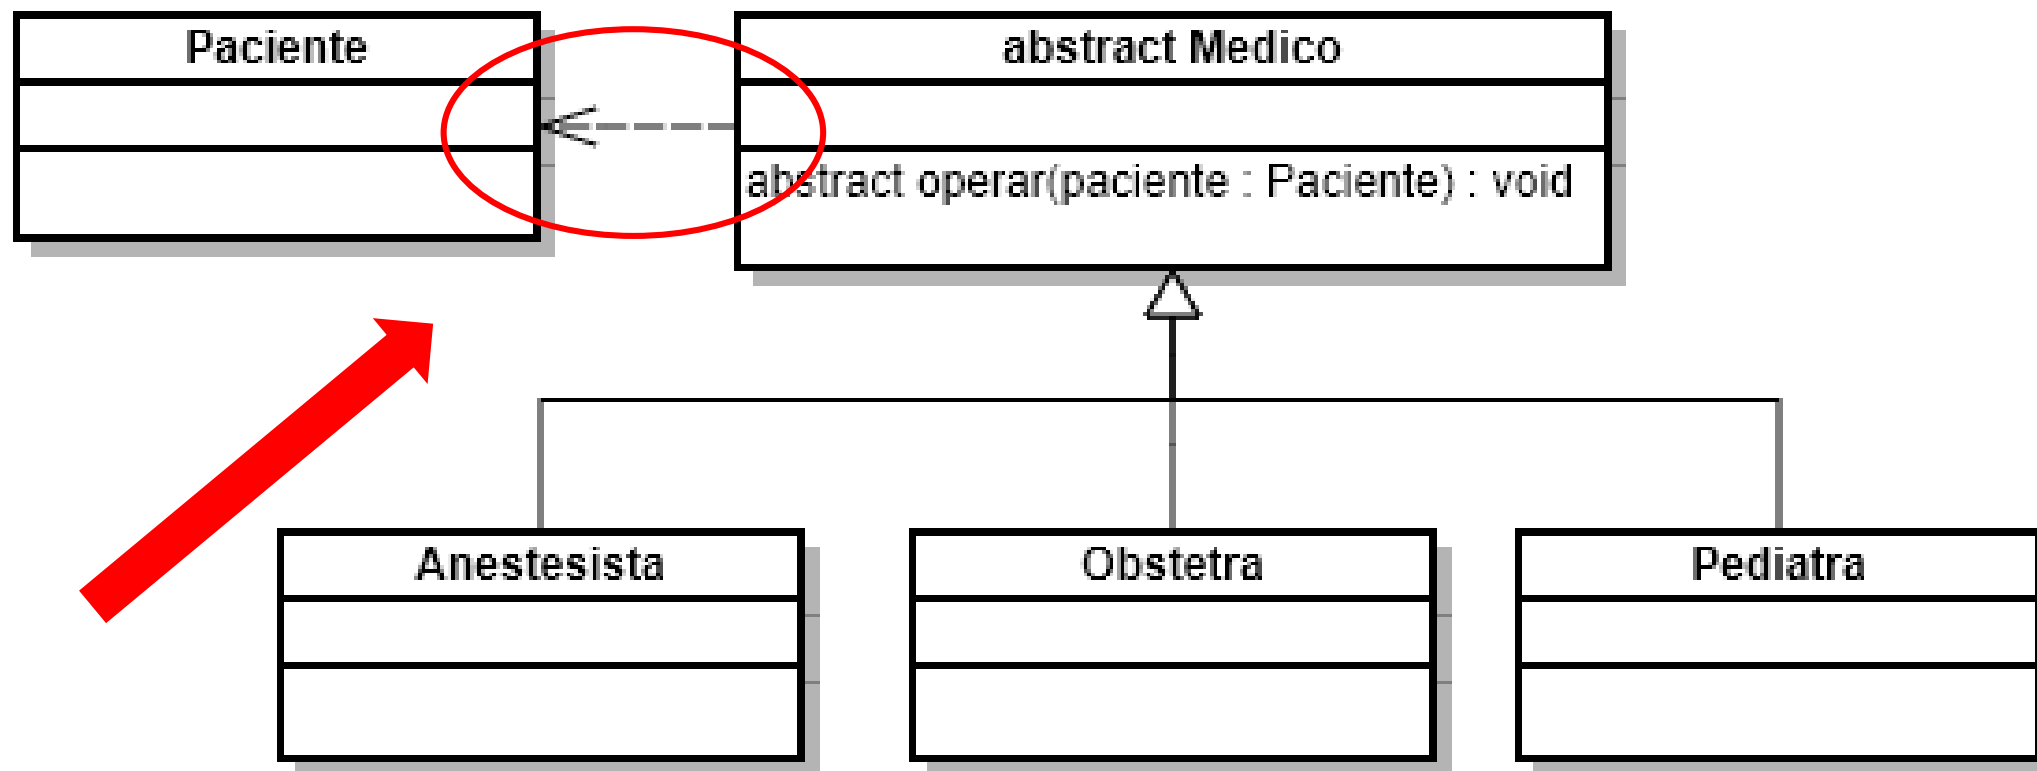 Paciente
abstract Medico
abstract operar(paciente : Paciente) : void
Anestesista
Obstetra
Pediatra